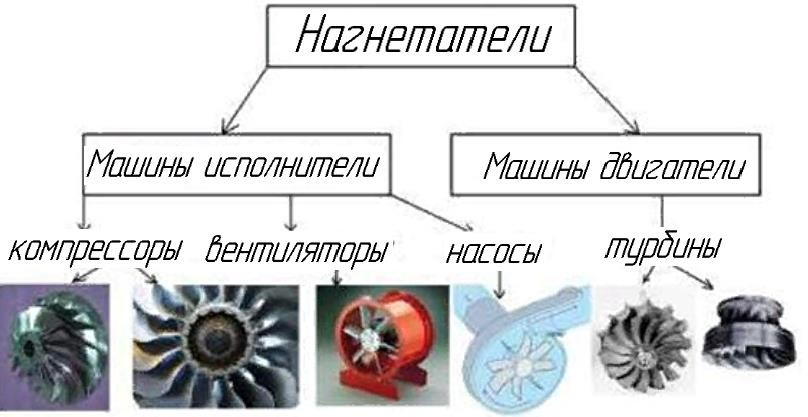 Нагнетатели
Машины исполнители
Машины двигатели
компрессоры
вентиляторы
насосы
турбины